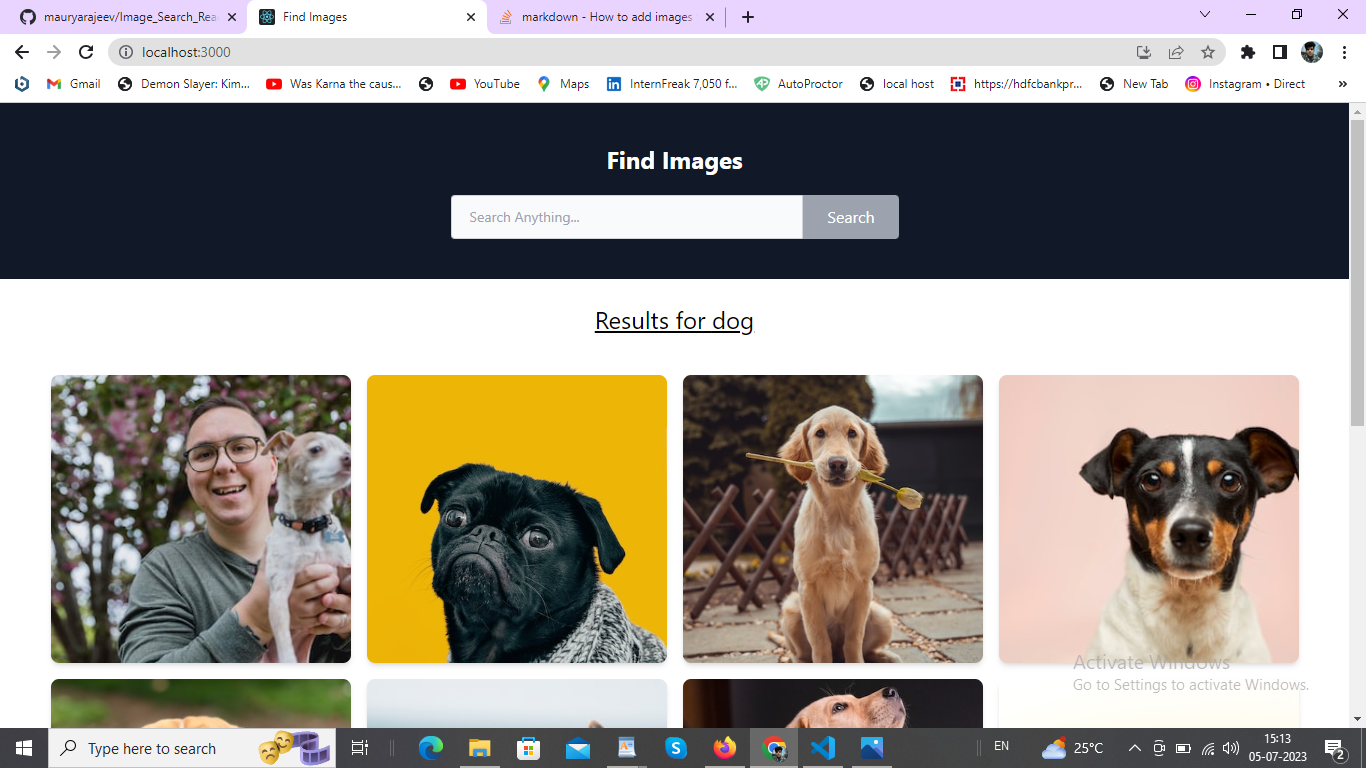 mauryarajeev/Image_Search_Rea
Find Images
markdown - How to add images
localhost:3000
Gmail
Demon Slayer: Kim...
Was Karna the caus...
YouTube
Maps
InternFreak 7,050 f...
AutoProctor
local host
https://hdfcbankpr...
New Tab
Instagram • Direct
»
Find Images
Search Anything...
Search
Results for dog
Activate Windows
Go to Settings to activate Windows.
Type here to search
EN
25°C
15:13
05-07-2023
2